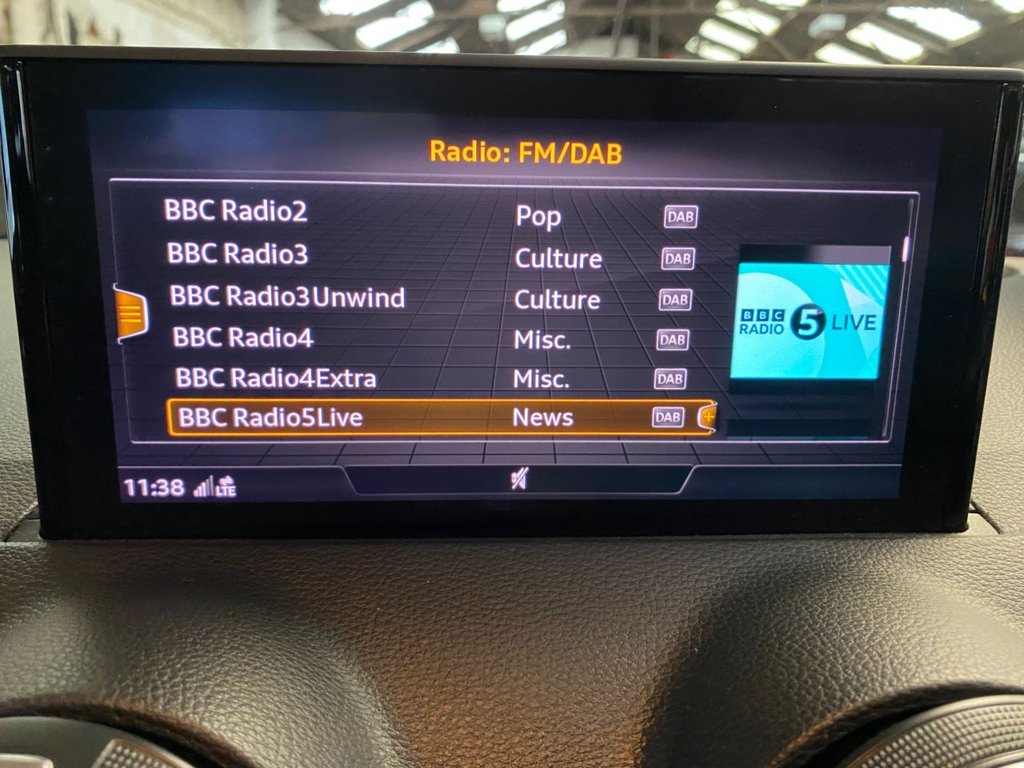 Radio: FM/DAB
BBC Radio2 Pop DAB
BBC Radio3 Culture DAB
BBC Radio3Unwind Culture DAB
BBC Radio4 Misc. DAB
BBC Radio4Extra Misc. DAB
BBC Radio5Live News DAB
BBC
RADIO 5 LIVE
11:38 LTE